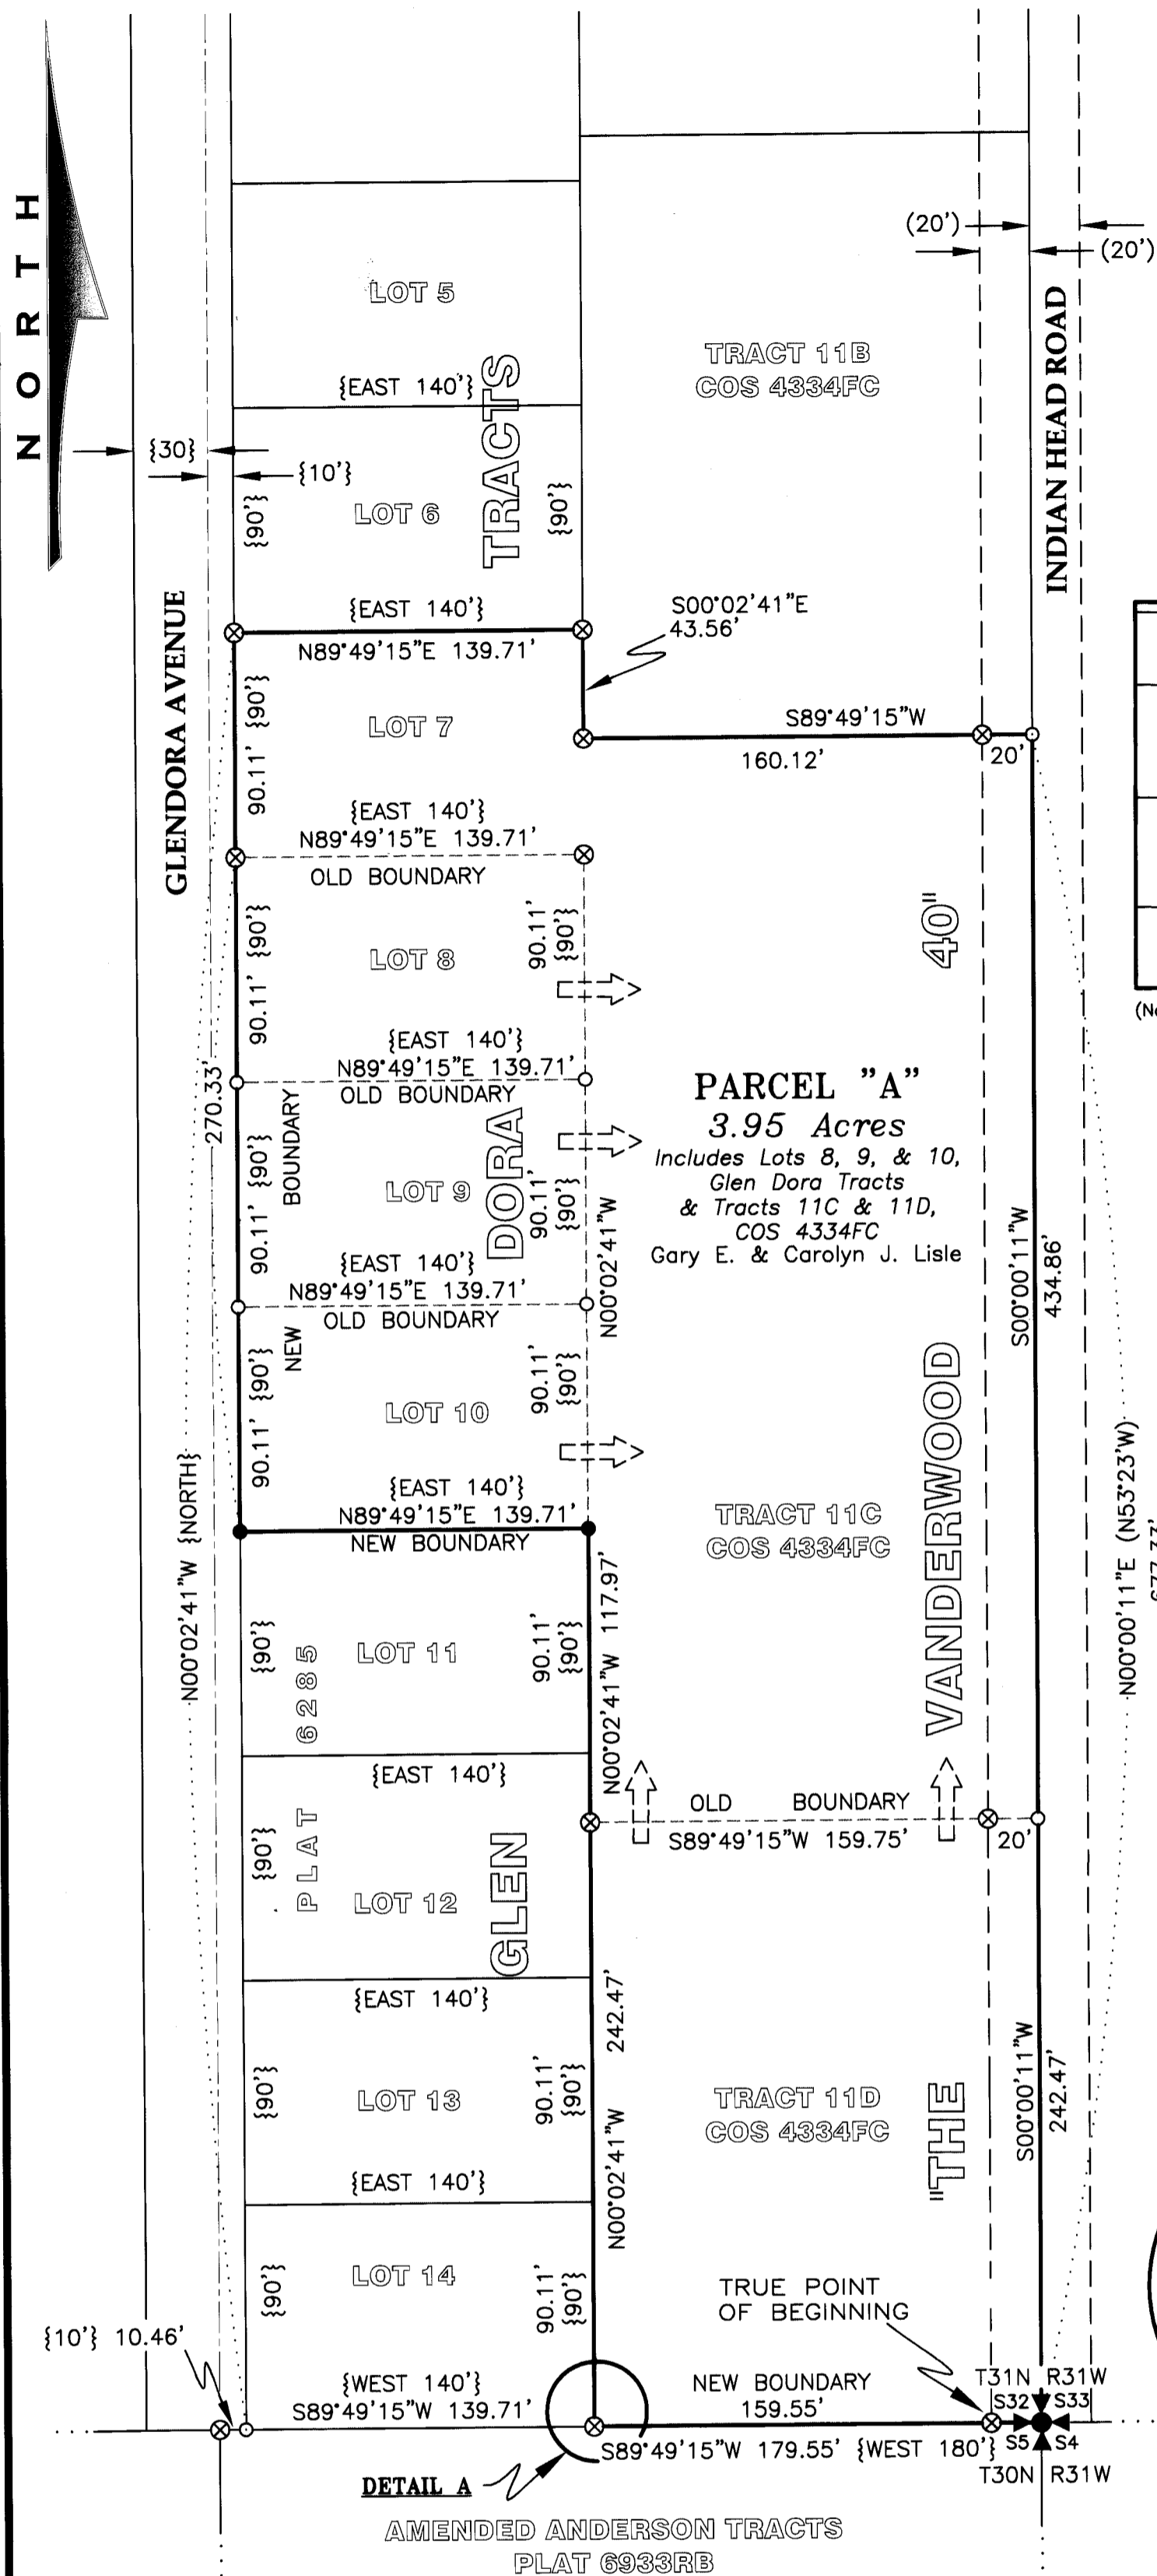 NORTH
(20')
(20')
LOT 5
TRACT 11B
COS 4334FC
INDIAN HEAD ROAD
{EAST 140'}
TRACTS
{30}
{10'}
{90'}
LOT 6
{90'}
GLENDORA AVENUE
{EAST 140'}
N89°49'15"E 139.71'
S00°02'41"E
43.56'
{90'}
90.11'
LOT 7
S89°49'15"W
160.12'
20'
{EAST 140'}
N89°49'15"E 139.71'
OLD BOUNDARY
{90'}
90.11'
LOT 8
90.11'
{90'}
40"
{EAST 140'}
N89°49'15"E 139.71'
OLD BOUNDARY
270.33'
PARCEL "A"
3.95 Acres
Includes Lots 8, 9, & 10,
Glen Dora Tracts
& Tracts 11C & 11D,
COS 4334FC
Gary E. & Carolyn J. Lisle
NEW BOUNDARY
{90'}
90.11'
LOT 9
DORA
90.11'
{90'}
N00°02'41"W
S00°00'11"W
434.86'
{EAST 140'}
N89°49'15"E 139.71'
OLD BOUNDARY
{90'}
90.11'
LOT 10
90.11'
{90'}
{EAST 140'}
N89°49'15"E 139.71'
NEW BOUNDARY
TRACT 11C
COS 4334FC
VANDERWOOD
N00°02'41"W {NORTH}
N00°00'11"E (N53°23'W)
677.33'
{90'}
PLAT 6285
LOT 11
90.11'
{90'}
N00°02'41"W 117.97'
{EAST 140'}
OLD BOUNDARY
S89°49'15"W 159.75'
20'
{90'}
LOT 12
GLEN
{EAST 140'}
{90'}
LOT 13
90.11'
{90'}
N00°02'41"W 242.47'
TRACT 11D
COS 4334FC
"THE
S00°00'11"W
242.47'
{EAST 140'}
{90'}
LOT 14
90.11'
{90'}
TRUE POINT
OF BEGINNING
{10'} 10.46'
{WEST 140'}
S89°49'15"W 139.71'
NEW BOUNDARY
159.55'
T31N R31W
S32 S33
S5 S4
S89°49'15"W 179.55' {WEST 180'}
T30N R31W
DETAIL A
AMENDED ANDERSON TRACTS
PLAT 6933RB